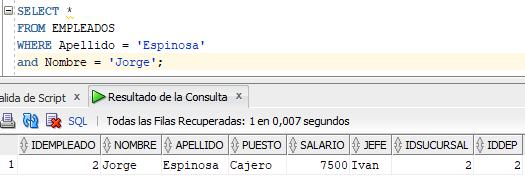 SELECT *
FROM EMPLEADOS
WHERE Apellido = 'Espinosa'
and Nombre = 'Jorge';
alida de Script x Resultado de la Consulta x
SQL | Todas las Filas Recuperadas: 1 en 0,007 segundos
IDEMPLEADO NOMBRE APELLIDO PUESTO SALARIO JEFE IDSUCURSAL IDDEP
1 2 Jorge Espinosa Cajero 7500 Ivan 2 2